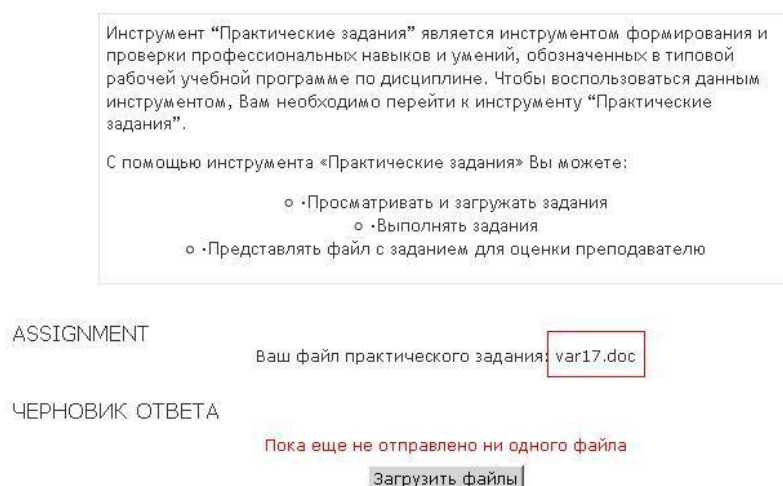 Инструмент “Практические задания” является инструментом формирования и
проверки профессиональных навыков и умений, обозначенных в типовой
рабочей учебной программе по дисциплине. Чтобы воспользоваться данным
инструментом, Вам необходимо перейти к инструменту “Практические
задания”.
С помощью инструмента «Практические задания» Вы можете:
·Просматривать и загружать задания
·Выполнять задания
·Представлять файл с заданием для оценки преподавателю
ASSIGNMENT
Ваш файл практического задания: var17.doc
ЧЕРНОВИК ОТВЕТА
Пока еще не отправлено ни одного файла
Загрузить файлы